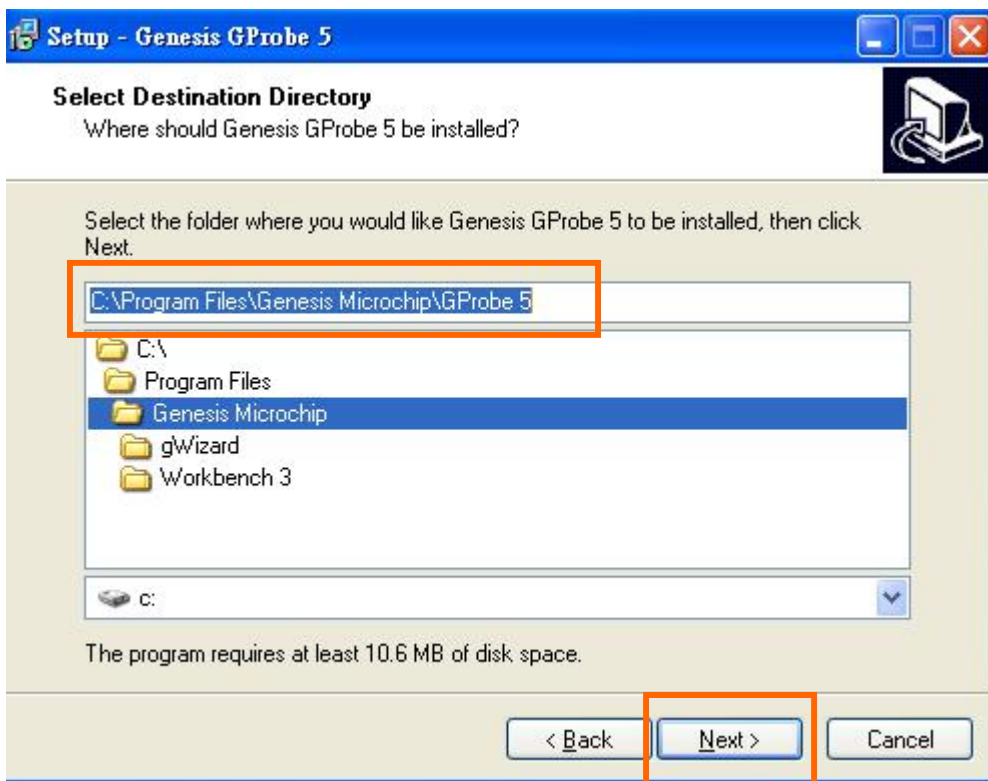 Setup - Genesis GProbe 5
Select Destination Directory
Where should Genesis GProbe 5 be installed?
Select the folder where you would like Genesis GProbe 5 to be installed, then click
Next.
C:\Program Files\Genesis Microchip\GProbe 5
C:\
Program Files
Genesis Microchip
gWizard
Workbench 3
c:
The program requires at least 10.6 MB of disk space.
< Back
Next >
Cancel